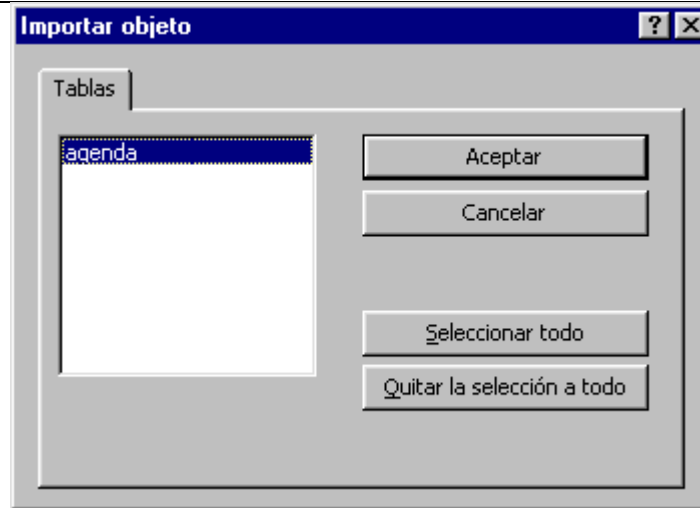 Importar objeto
Tablas
agenda
Aceptar
Cancelar
Seleccionar todo
Quitar la selección a todo